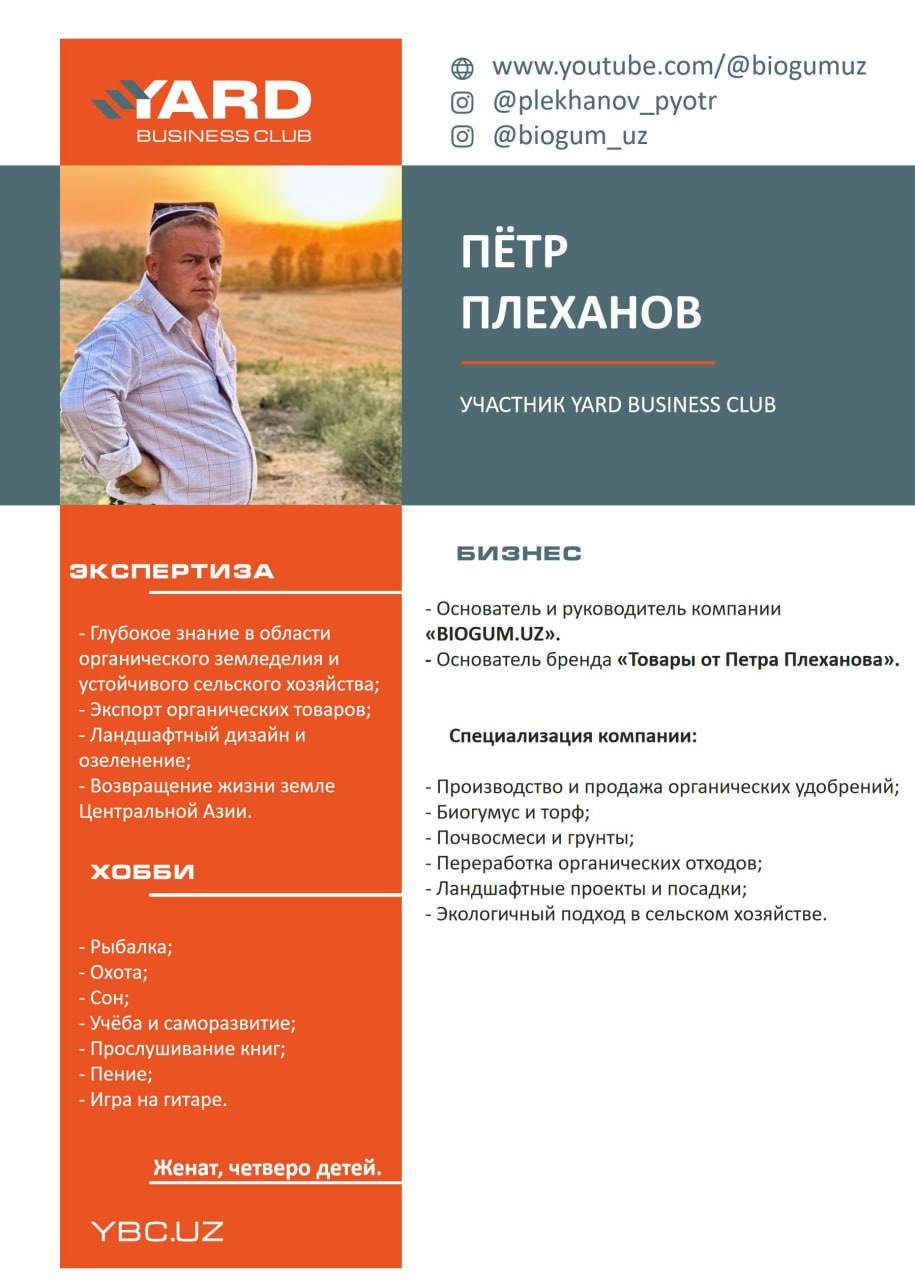 YARD
BUSINESS CLUB
www.youtube.com/@biogumuz
@plekhanov_pyotr
@biogum_uz
ПЁТР
ПЛЕХАНОВ
УЧАСТНИК YARD BUSINESS CLUB
ЭКСПЕРТИЗА
- Глубокое знание в области
органического земледелия и
устойчивого сельского хозяйства;
- Экспорт органических товаров;
- Ландшафтный дизайн и
озеленение;
- Возвращение жизни земле
Центральной Азии.
ХОББИ
- Рыбалка;
- Охота;
- Сон;
- Учёба и саморазвитие;
- Прослушивание книг;
- Пение;
- Игра на гитаре.
Женат, четверо детей.
YBC.UZ
БИЗНЕС
- Основатель и руководитель компании
«BIOGUM.UZ».
- Основатель бренда «Товары от Петра Плеханова».
Специализация компании:
- Производство и продажа органических удобрений;
- Биогумус и торф;
- Почвосмеси и грунты;
- Переработка органических отходов;
- Ландшафтные проекты и посадки;
- Экологичный подход в сельском хозяйстве.